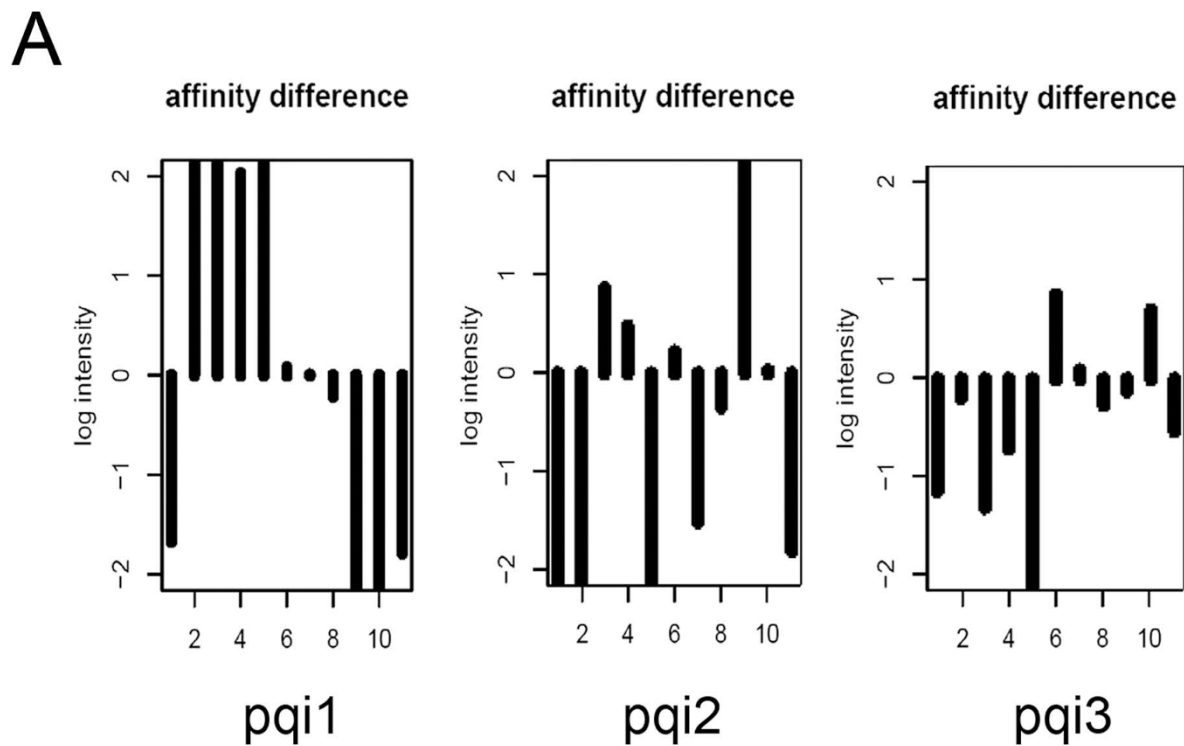 A
affinity difference
log intensity
2
1
0
−1
−2
2 4 6 8 10
pqi1
affinity difference
log intensity
2
1
0
−1
−2
2 4 6 8 10
pqi2
affinity difference
log intensity
2
1
0
−1
−2
2 4 6 8 10
pqi3